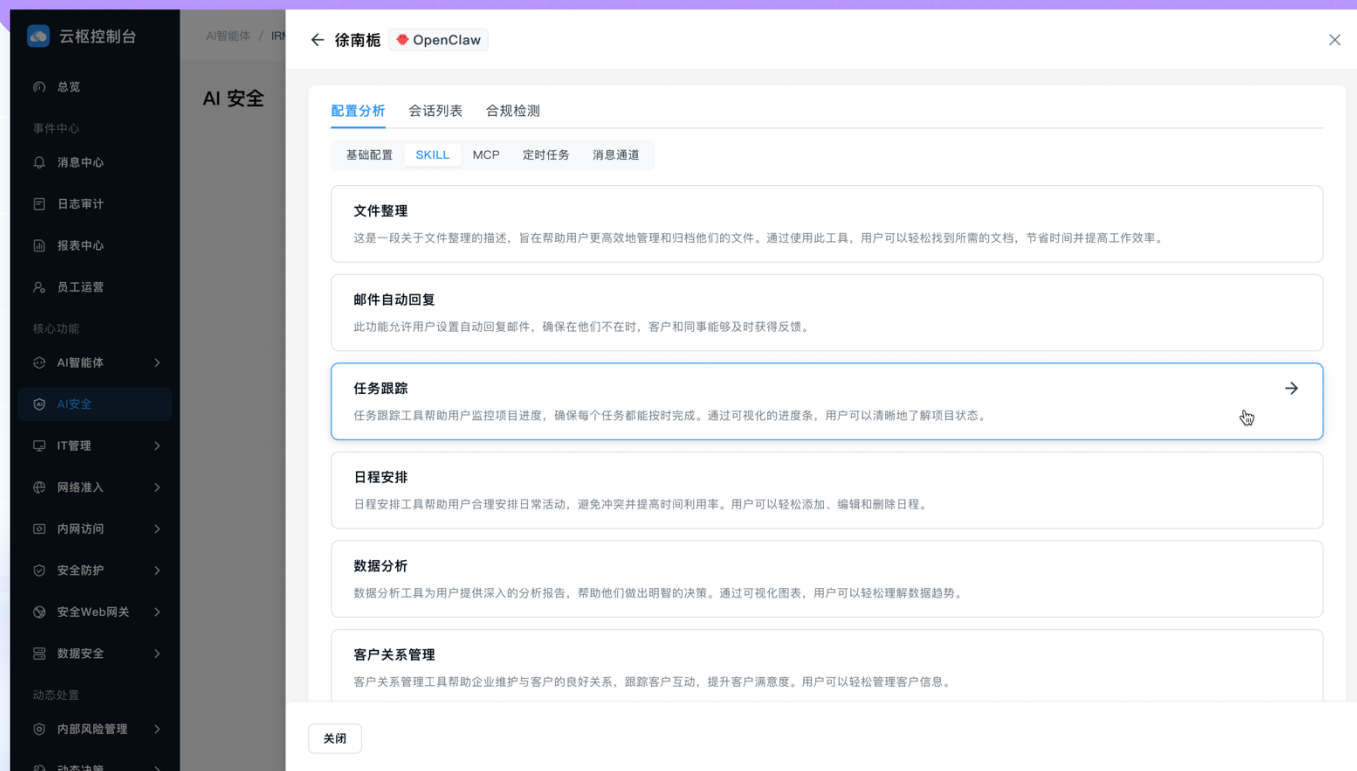 云枢控制台
总览
事件中心
消息中心
日志审计
报表中心
员工运营
核心功能
AI智能体
AI安全
IT管理
网络准入
内网访问
安全防护
安全Web网关
数据安全
动态处置
内部风险管理
动态决策
AI智能体 / IRM
AI 安全
徐南栀 OpenClaw
配置分析 会话列表 合规检测
基础配置 SKILL MCP 定时任务 消息通道
文件整理
这是一段关于文件整理的描述，旨在帮助用户更高效地管理和归档他们的文件。通过使用此工具，用户可以轻松找到所需的文档，节省时间并提高工作效率。
邮件自动回复
此功能允许用户设置自动回复邮件，确保在他们不在时，客户和同事能够及时获得反馈。
任务跟踪
任务跟踪工具帮助用户监控项目进度，确保每个任务都能按时完成。通过可视化的进度条，用户可以清晰地了解项目状态。
日程安排
日程安排工具帮助用户合理安排日常活动，避免冲突并提高时间利用率。用户可以轻松添加、编辑和删除日程。
数据分析
数据分析工具为用户提供深入的分析报告，帮助他们做出明智的决策。通过可视化图表，用户可以轻松理解数据趋势。
客户关系管理
客户关系管理工具帮助企业维护与客户的良好关系，跟踪客户互动，提升客户满意度。用户可以轻松管理客户信息。
关闭